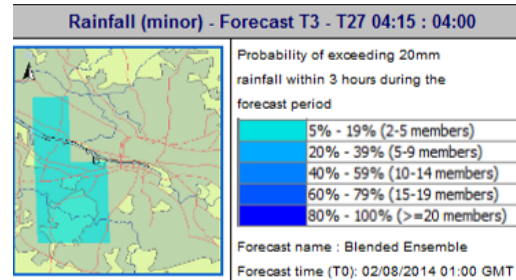 Rainfall (minor) - Forecast T3 - T27 04:15 : 04:00
Probability of exceeding 20mm
rainfall within 3 hours during the
forecast period
5% - 19% (2-5 members)
20% - 39% (5-9 members)
40% - 59% (10-14 members)
60% - 79% (15-19 members)
80% - 100% (>=20 members)
Forecast name : Blended Ensemble
Forecast time (T0): 02/08/2014 01:00 GMT